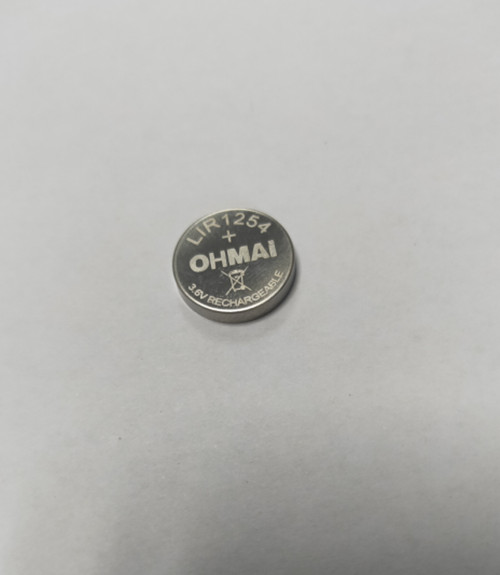 LIR1254
+
OHMAI
3.6V RECHARGEABLE